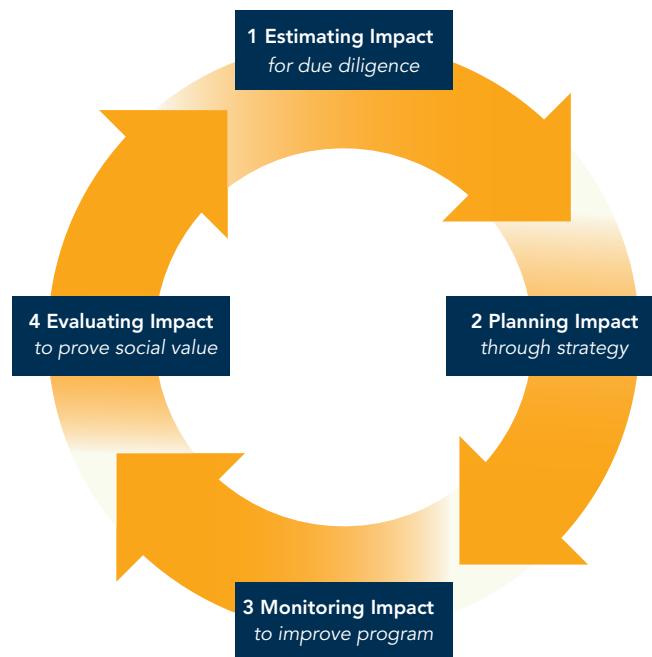 1 Estimating Impact
for due diligence
2 Planning Impact
through strategy
3 Monitoring Impact
to improve program
4 Evaluating Impact
to prove social value